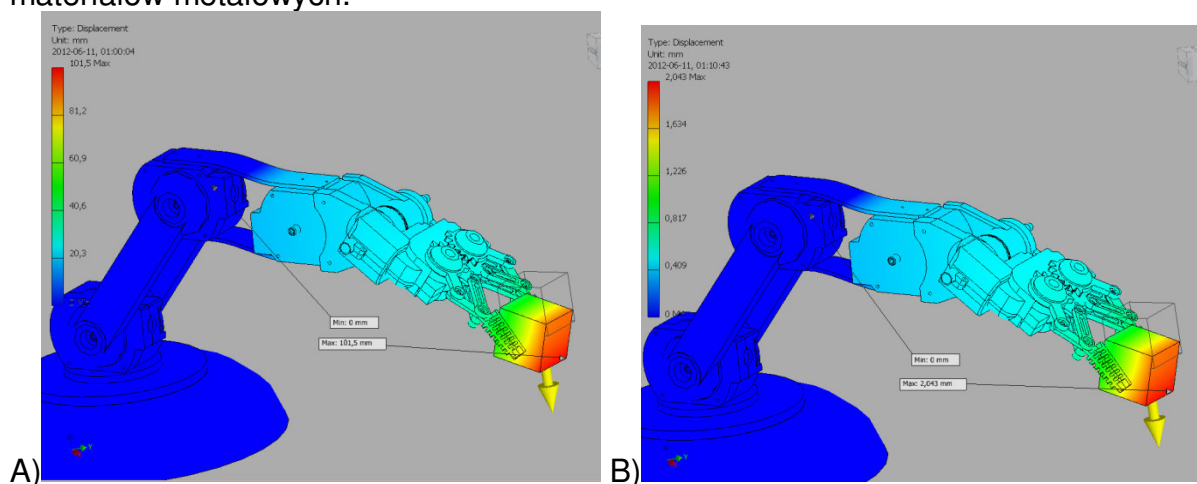 materiałów metalowych.
Type: Displacement
Unit: mm
2012-06-11, 01:00:04
101,5 Max
81,2
60,9
40,6
20,3
Min: 0 mm
Max: 101,5 mm
A)
Type: Displacement
Unit: mm
2012-06-11, 01:10:43
2,043 Max
1,634
1,226
0,817
0,409
Min: 0 mm
Max: 2,043 mm
B)